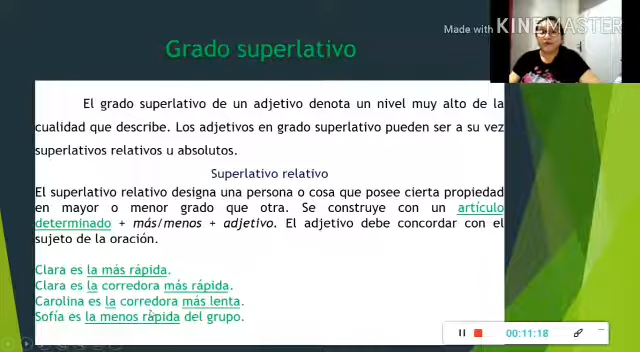 Made with KINEMASTER
Grado superlativo
El grado superlativo de un adjetivo denota un nivel muy alto de la
cualidad que describe. Los adjetivos en grado superlativo pueden ser a su vez
superlativos relativos u absolutos.
Superlativo relativo
El superlativo relativo designa una persona o cosa que posee cierta propiedad
en mayor o menor grado que otra. Se construye con un artículo
determinado + más/menos + adjetivo. El adjetivo debe concordar con el
sujeto de la oración.
Clara es la más rápida.
Clara es la corredora más rápida.
Carolina es la corredora más lenta.
Sofía es la menos rápida del grupo.
00:11:18